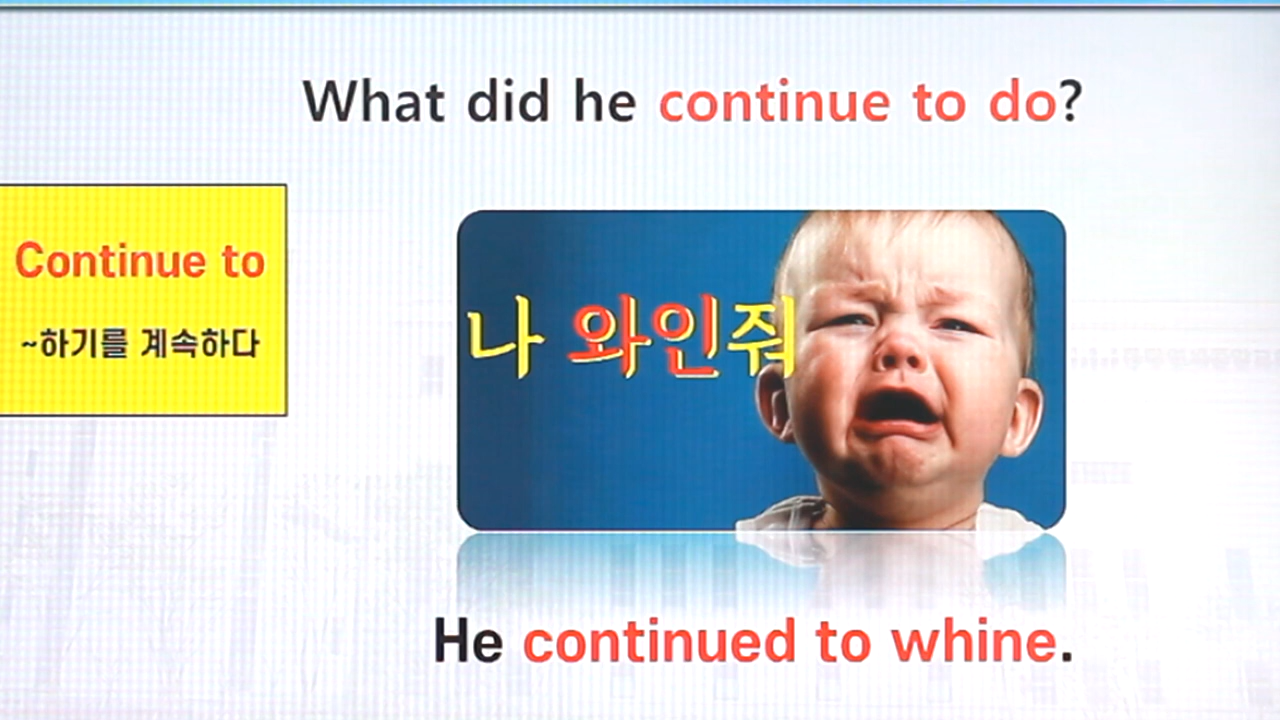 What did he continue to do?
Continue to
~하기를 계속하다
나 와인줘
He continued to whine.